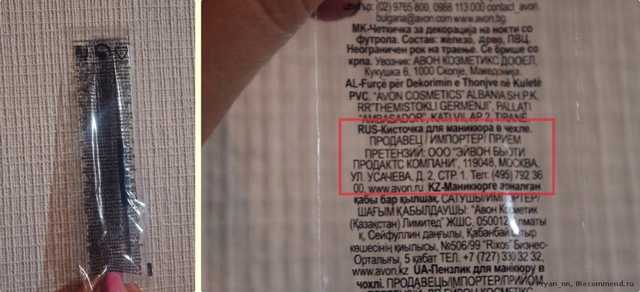 02) 9765 800, 0988 113 000 contact avon.
bulgaria@avon.com www.avon.bg
MK-Четкичка за декорација на нокти со
футрола. Состав: железо, дрво, ПВЦ.
Неограничен рок на траење. Се брише со
крпа. Увозник: АВОН КОЗМЕТИКС ДООЕЛ,
Кукушка 6, 1000 Скопје, Македонија.
AL-Furçë për Dekorimin e Thonjve në Kuletë
PVC. "AVON COSMETICS" ALBANIA SH.P.K,
RR"THEMISTOKLI GERMENJI", PALLATI
"AMBASADOR", KATI VI, AP 2, TIRANE.
RUS-Кисточка для маникюра в чехле.
ПРОДАВЕЦ / ИМПОРТЕР/ ПРИЕМ
ПРЕТЕНЗИЙ: ООО "ЭЙВОН БЬЮТИ
ПРОДАКТС КОМПАНИ", 119048, МОСКВА,
УЛ. УСАЧЕВА, Д. 2, СТР. 1. Тел: (495) 792 36
00, www.avon.ru KZ-Маникюрге арналған
қабы бар қылшақ. САТУШЫ/ИМПОРТЕР/
ШАҒЫМ ҚАБЫЛДАУШЫ: "Авон Косметик
(Казахстан) Лимитед" ЖШС, 050012 Алматы
к, Сейфуллин даңғылы, Қарбанбай батыр
көшесінің қиылысы, №506/99 "Rixos" Бизнес-
Орталығы, 5 қабат ТЕЛ. +7 (727) 330 32 32,
www.avon.kz UA-Пензлик для манікюру в
чохлі. ПРОДАВЕЦЬ/ІМПОРТЕР/ПРИЙОМ
Ryan_nn, IRecommend.ru